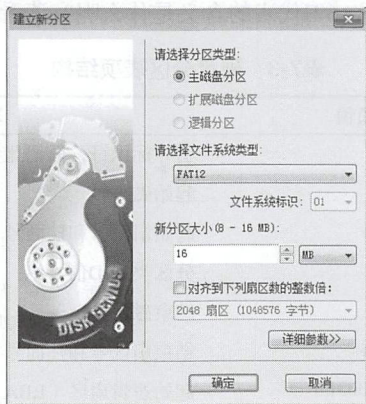 建立新分区
请选择分区类型:
主磁盘分区
扩展磁盘分区
逻辑分区
请选择文件系统类型:
FAT12
文件系统标识: 01
新分区大小(8 - 16 MB):
16 MB
对齐到下列扇区数的整数倍:
2048 扇区 (1048576 字节)
详细参数>>
DISK GENIUS
确定 取消